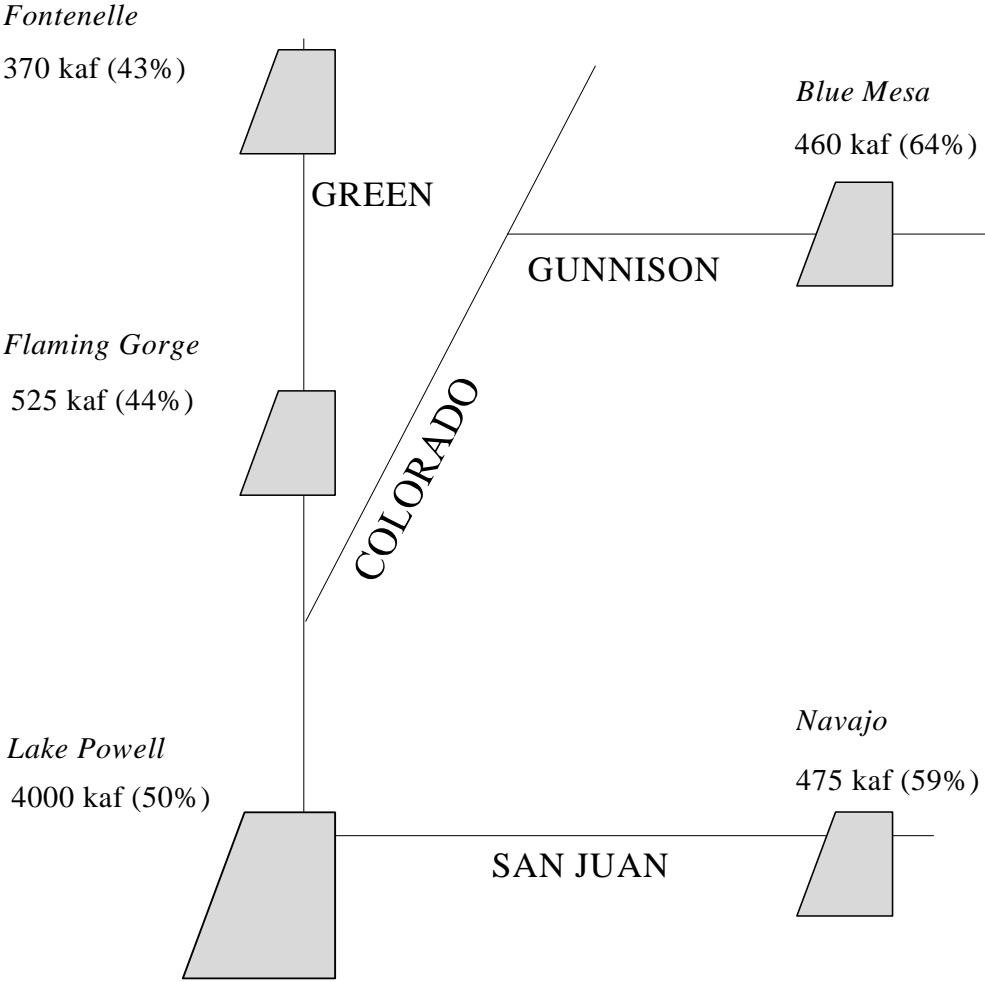 Fontenelle
370 kaf (43%)
Blue Mesa
460 kaf (64%)
GREEN
GUNNISON
Flaming Gorge
525 kaf (44%)
COLORADO
Navajo
Lake Powell
475 kaf (59%)
4000 kaf (50%)
SAN JUAN